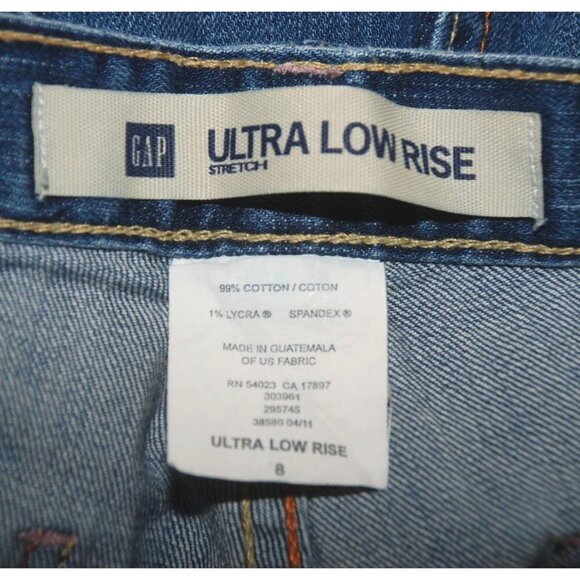 GAP ULTRA LOW RISE
STRETCH
99% COTTON / COTON
1% LYCRA ® SPANDEX ®
MADE IN GUATEMALA
OF US FABRIC
RN 54023 CA 17897
303961
295745
38580 04/11
ULTRA LOW RISE
8